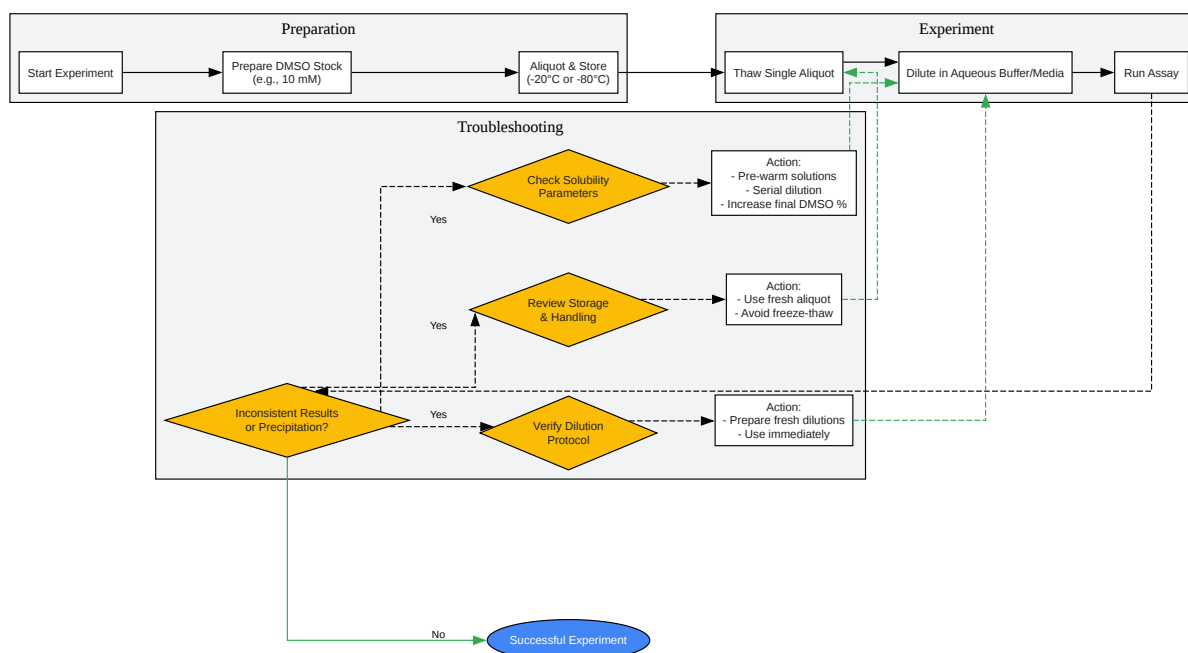 Preparation
Experiment
Start Experiment
Prepare DMSO Stock
(e.g., 10 mM)
Aliquot & Store
(-20°C or -80°C)
Thaw Single Aliquot
Dilute in Aqueous Buffer/Media
Run Assay
Troubleshooting
Check Solubility
Parameters
Action:
- Pre-warm solutions
- Serial dilution
- Increase final DMSO %
Yes
Review Storage
& Handling
Action:
- Use fresh aliquot
- Avoid freeze-thaw
Yes
Inconsistent Results
or Precipitation?
Yes
Verify Dilution
Protocol
Action:
- Prepare fresh dilutions
- Use immediately
No
Successful Experiment